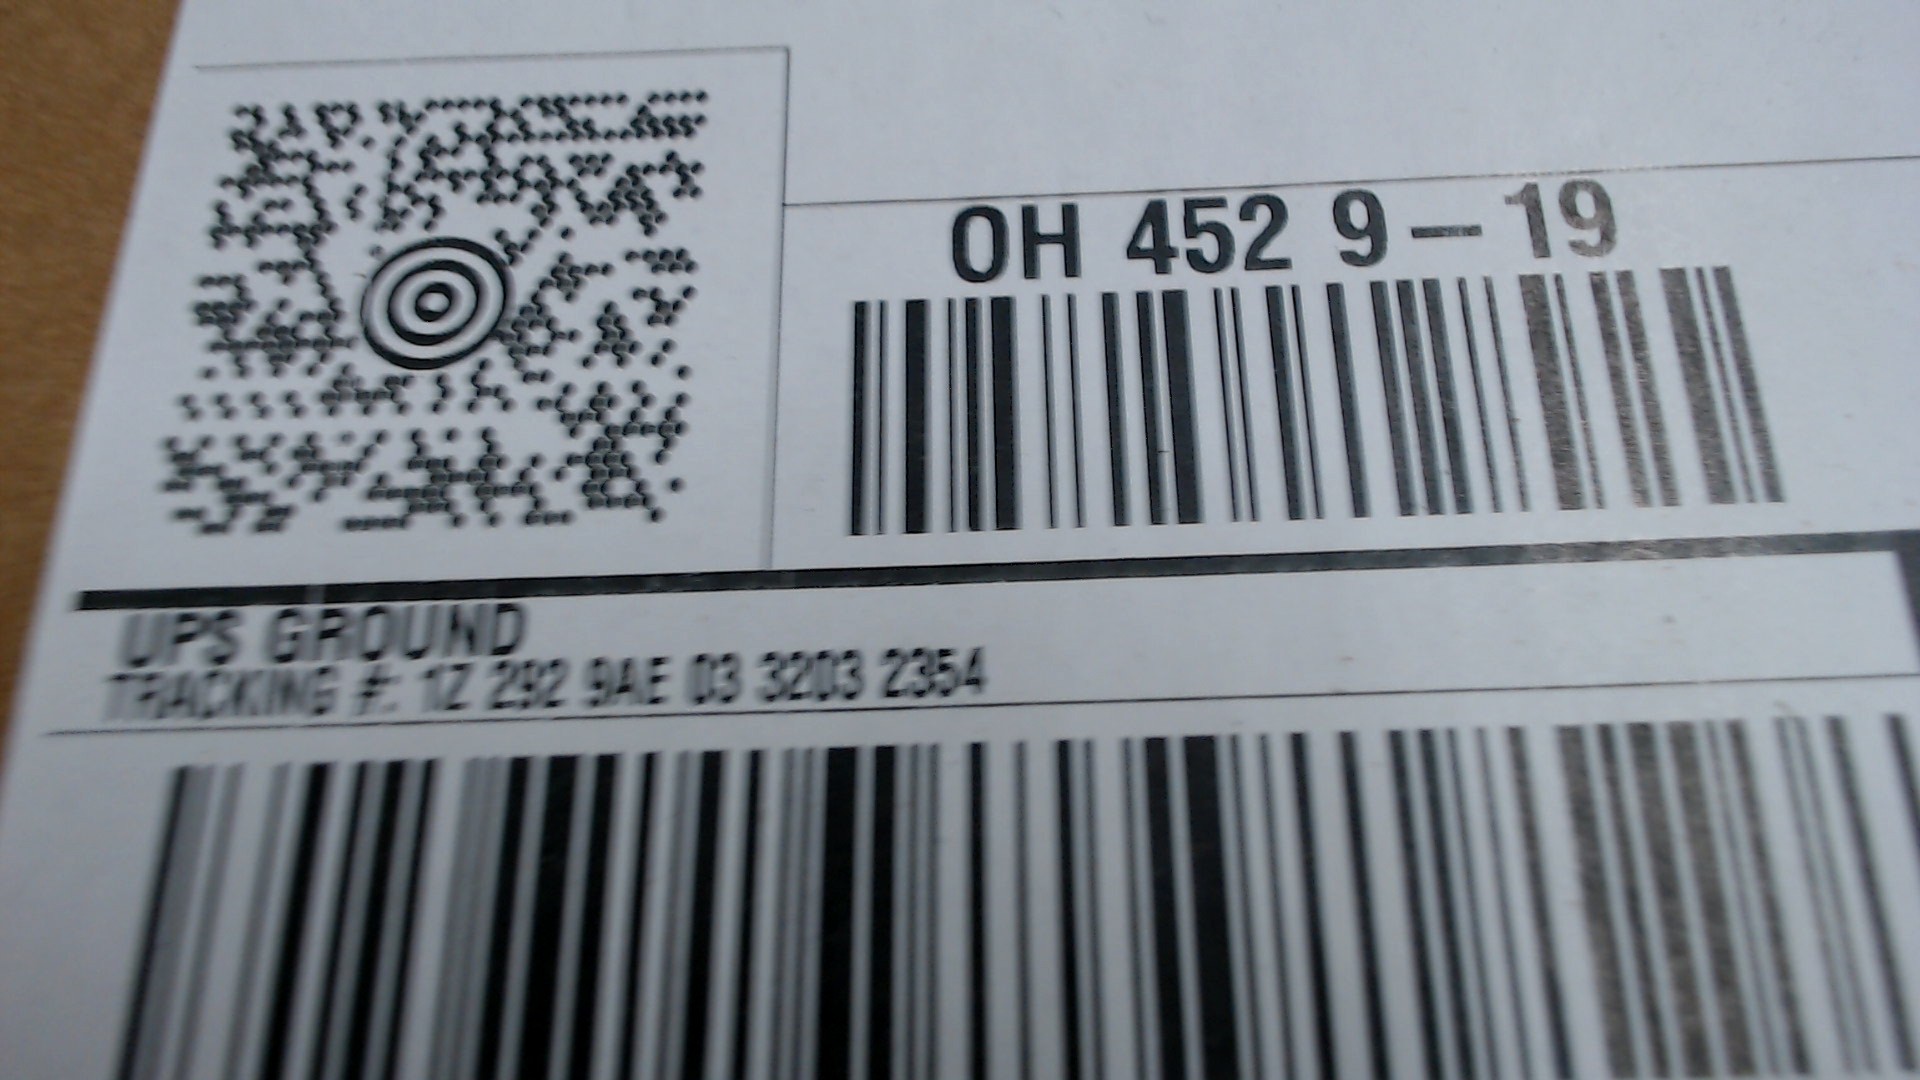 OH 452 9-19
UPS GROUND
TRACKING #: 1Z 292 9AE 03 3203 2354